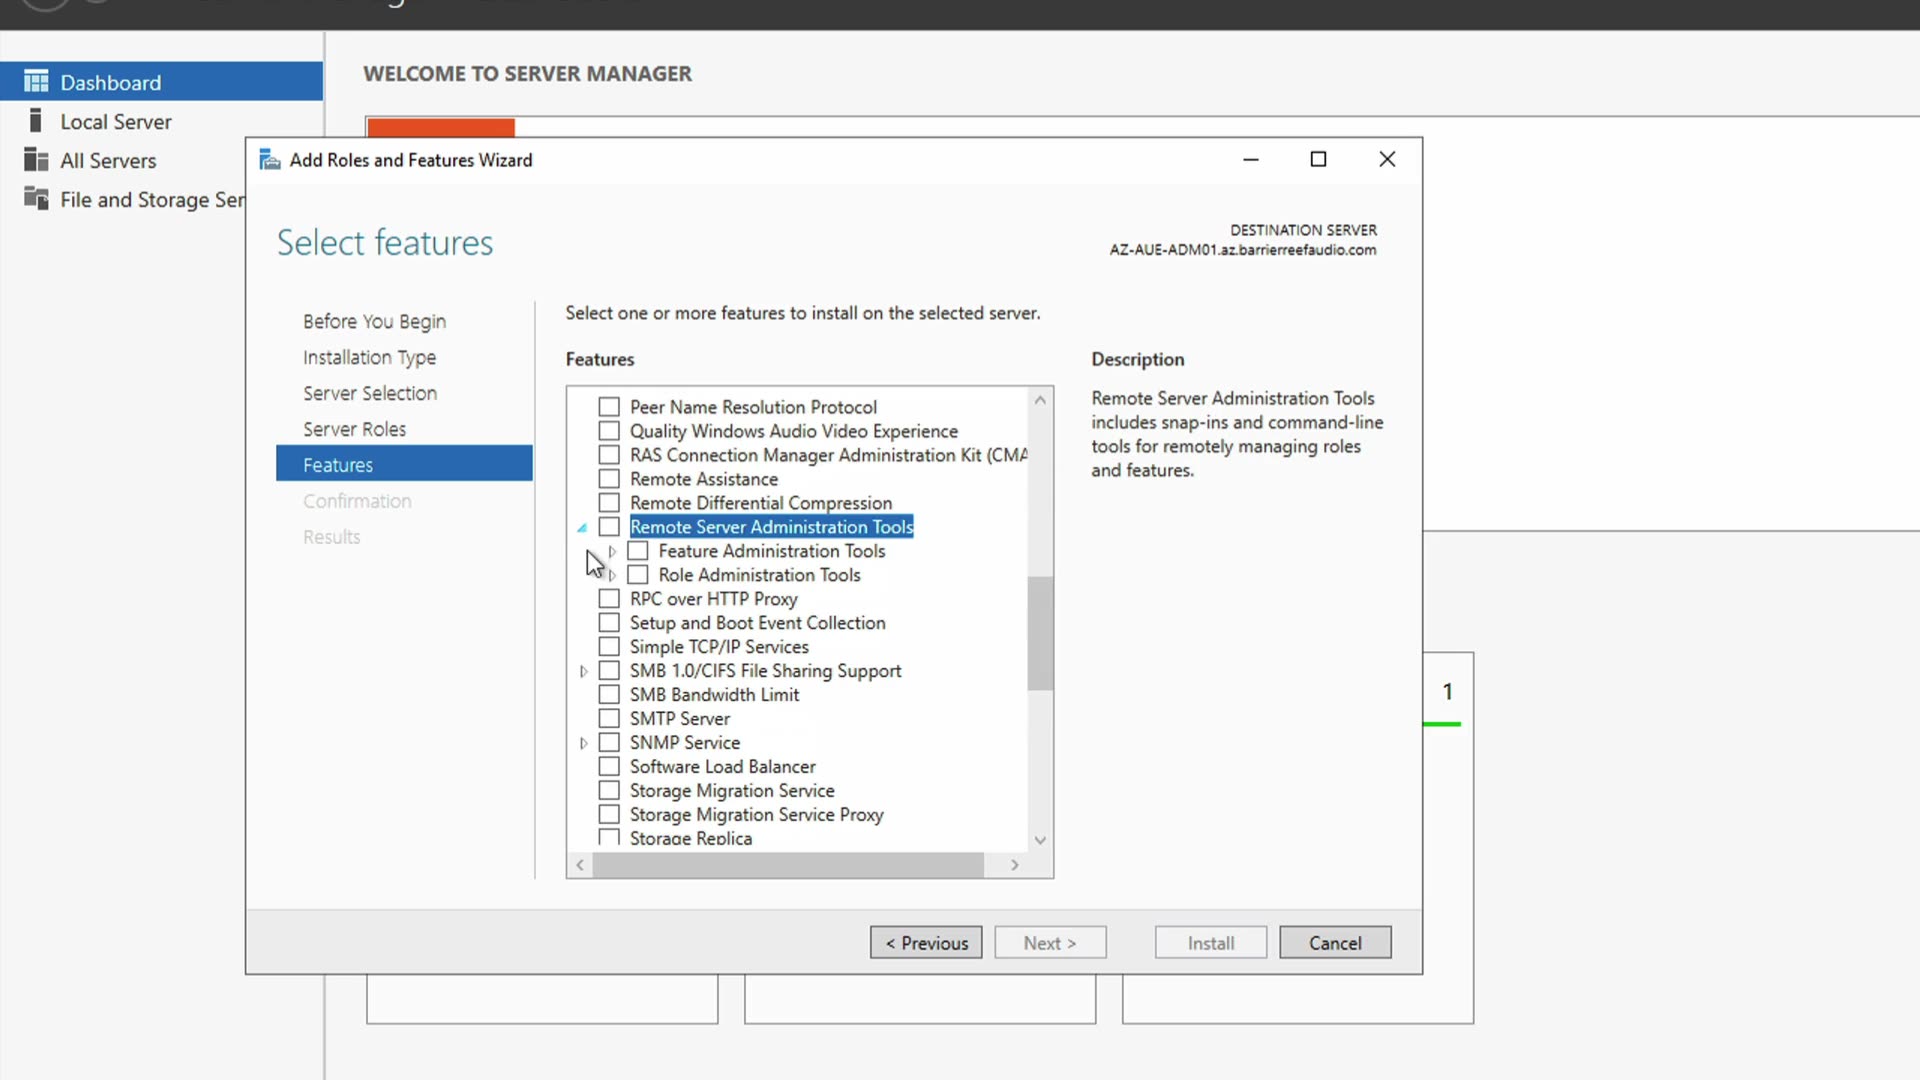 Dashboard
Local Server
All Servers
File and Storage Ser
WELCOME TO SERVER MANAGER
Add Roles and Features Wizard
Select features
DESTINATION SERVER
AZ-AUE-ADM01.az.barrierreefaudio.com
Before You Begin
Installation Type
Server Selection
Server Roles
Features
Confirmation
Results
Select one or more features to install on the selected server.
Features
Peer Name Resolution Protocol
Quality Windows Audio Video Experience
RAS Connection Manager Administration Kit (CMA
Remote Assistance
Remote Differential Compression
Remote Server Administration Tools
Feature Administration Tools
Role Administration Tools
RPC over HTTP Proxy
Setup and Boot Event Collection
Simple TCP/IP Services
SMB 1.0/CIFS File Sharing Support
SMB Bandwidth Limit
SMTP Server
SNMP Service
Software Load Balancer
Storage Migration Service
Storage Migration Service Proxy
Storage Replica
Description
Remote Server Administration Tools
includes snap-ins and command-line
tools for remotely managing roles
and features.
1
< Previous
Next >
Install
Cancel